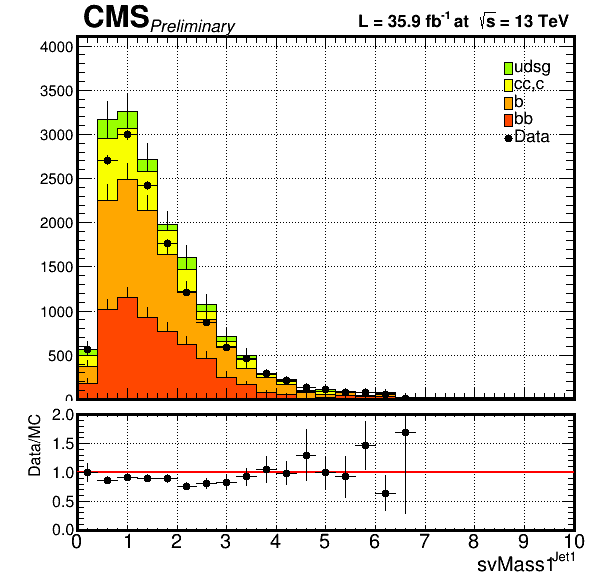 CMS Preliminary L = 35.9 fb⁻¹ at √s = 13 TeV
4000
3500
3000
2500
2000
1500
1000
500
0
udsg
cc,c
b
bb
Data
Data/MC
2.0
1.5
1.0
0.5
0.0
0 1 2 3 4 5 6 7 8 9 10
svMass1 Jet1